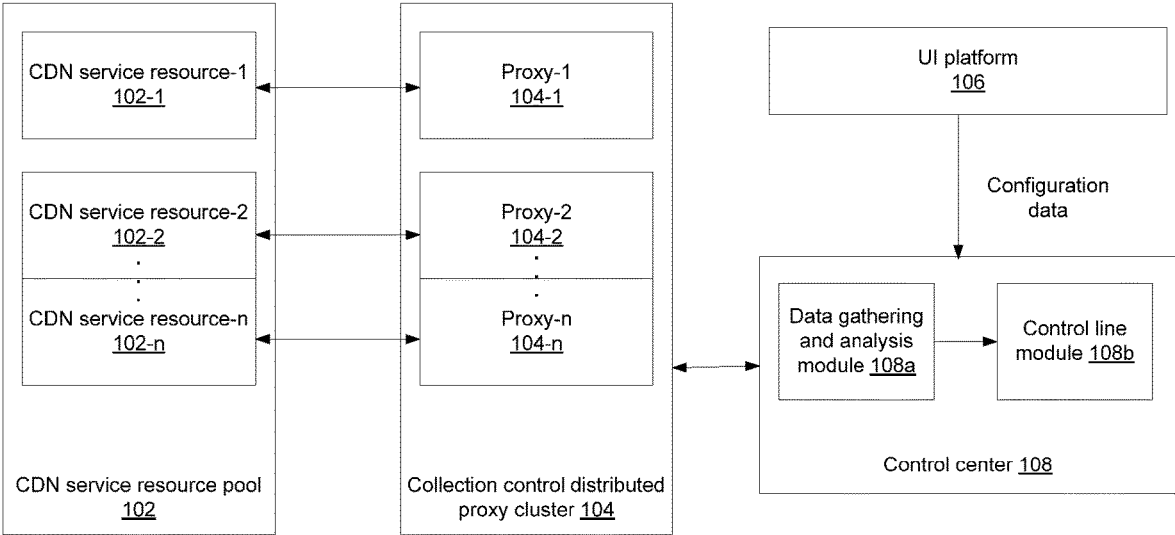 CDN service resource-1
102-1
CDN service resource-2
102-2
CDN service resource-n
102-n
CDN service resource pool
102
Proxy-1
104-1
Proxy-2
104-2
Proxy-n
104-n
Collection control distributed
proxy cluster 104
UI platform
106
Configuration
data
Data gathering
and analysis
module 108a
Control line
module 108b
Control center 108